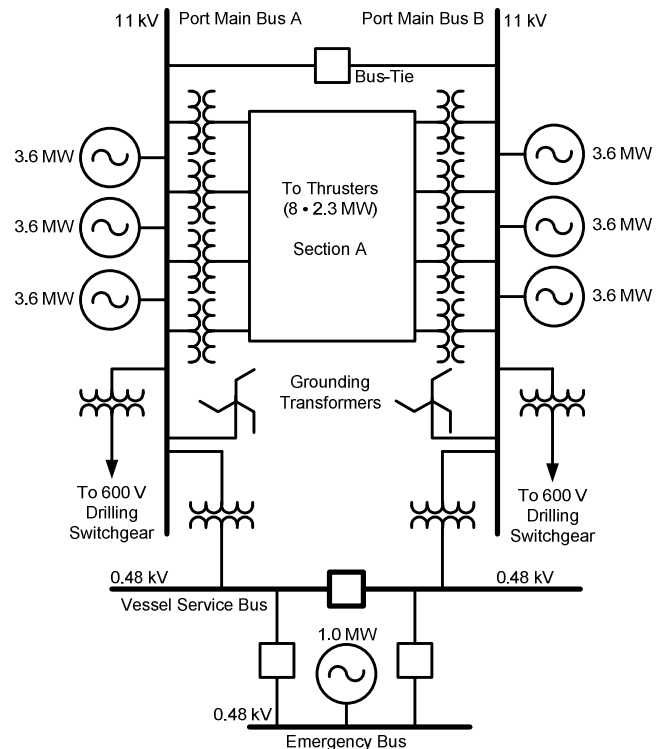 11 kV
Port Main Bus A
Port Main Bus B
11 kV
Bus-Tie
3.6 MW
3.6 MW
3.6 MW
To Thrusters
(8 • 2.3 MW)
Section A
3.6 MW
3.6 MW
3.6 MW
Grounding
Transformers
To 600 V
Drilling
Switchgear
To 600 V
Drilling
Switchgear
0.48 kV
0.48 kV
Vessel Service Bus
1.0 MW
0.48 kV
Emergency Bus